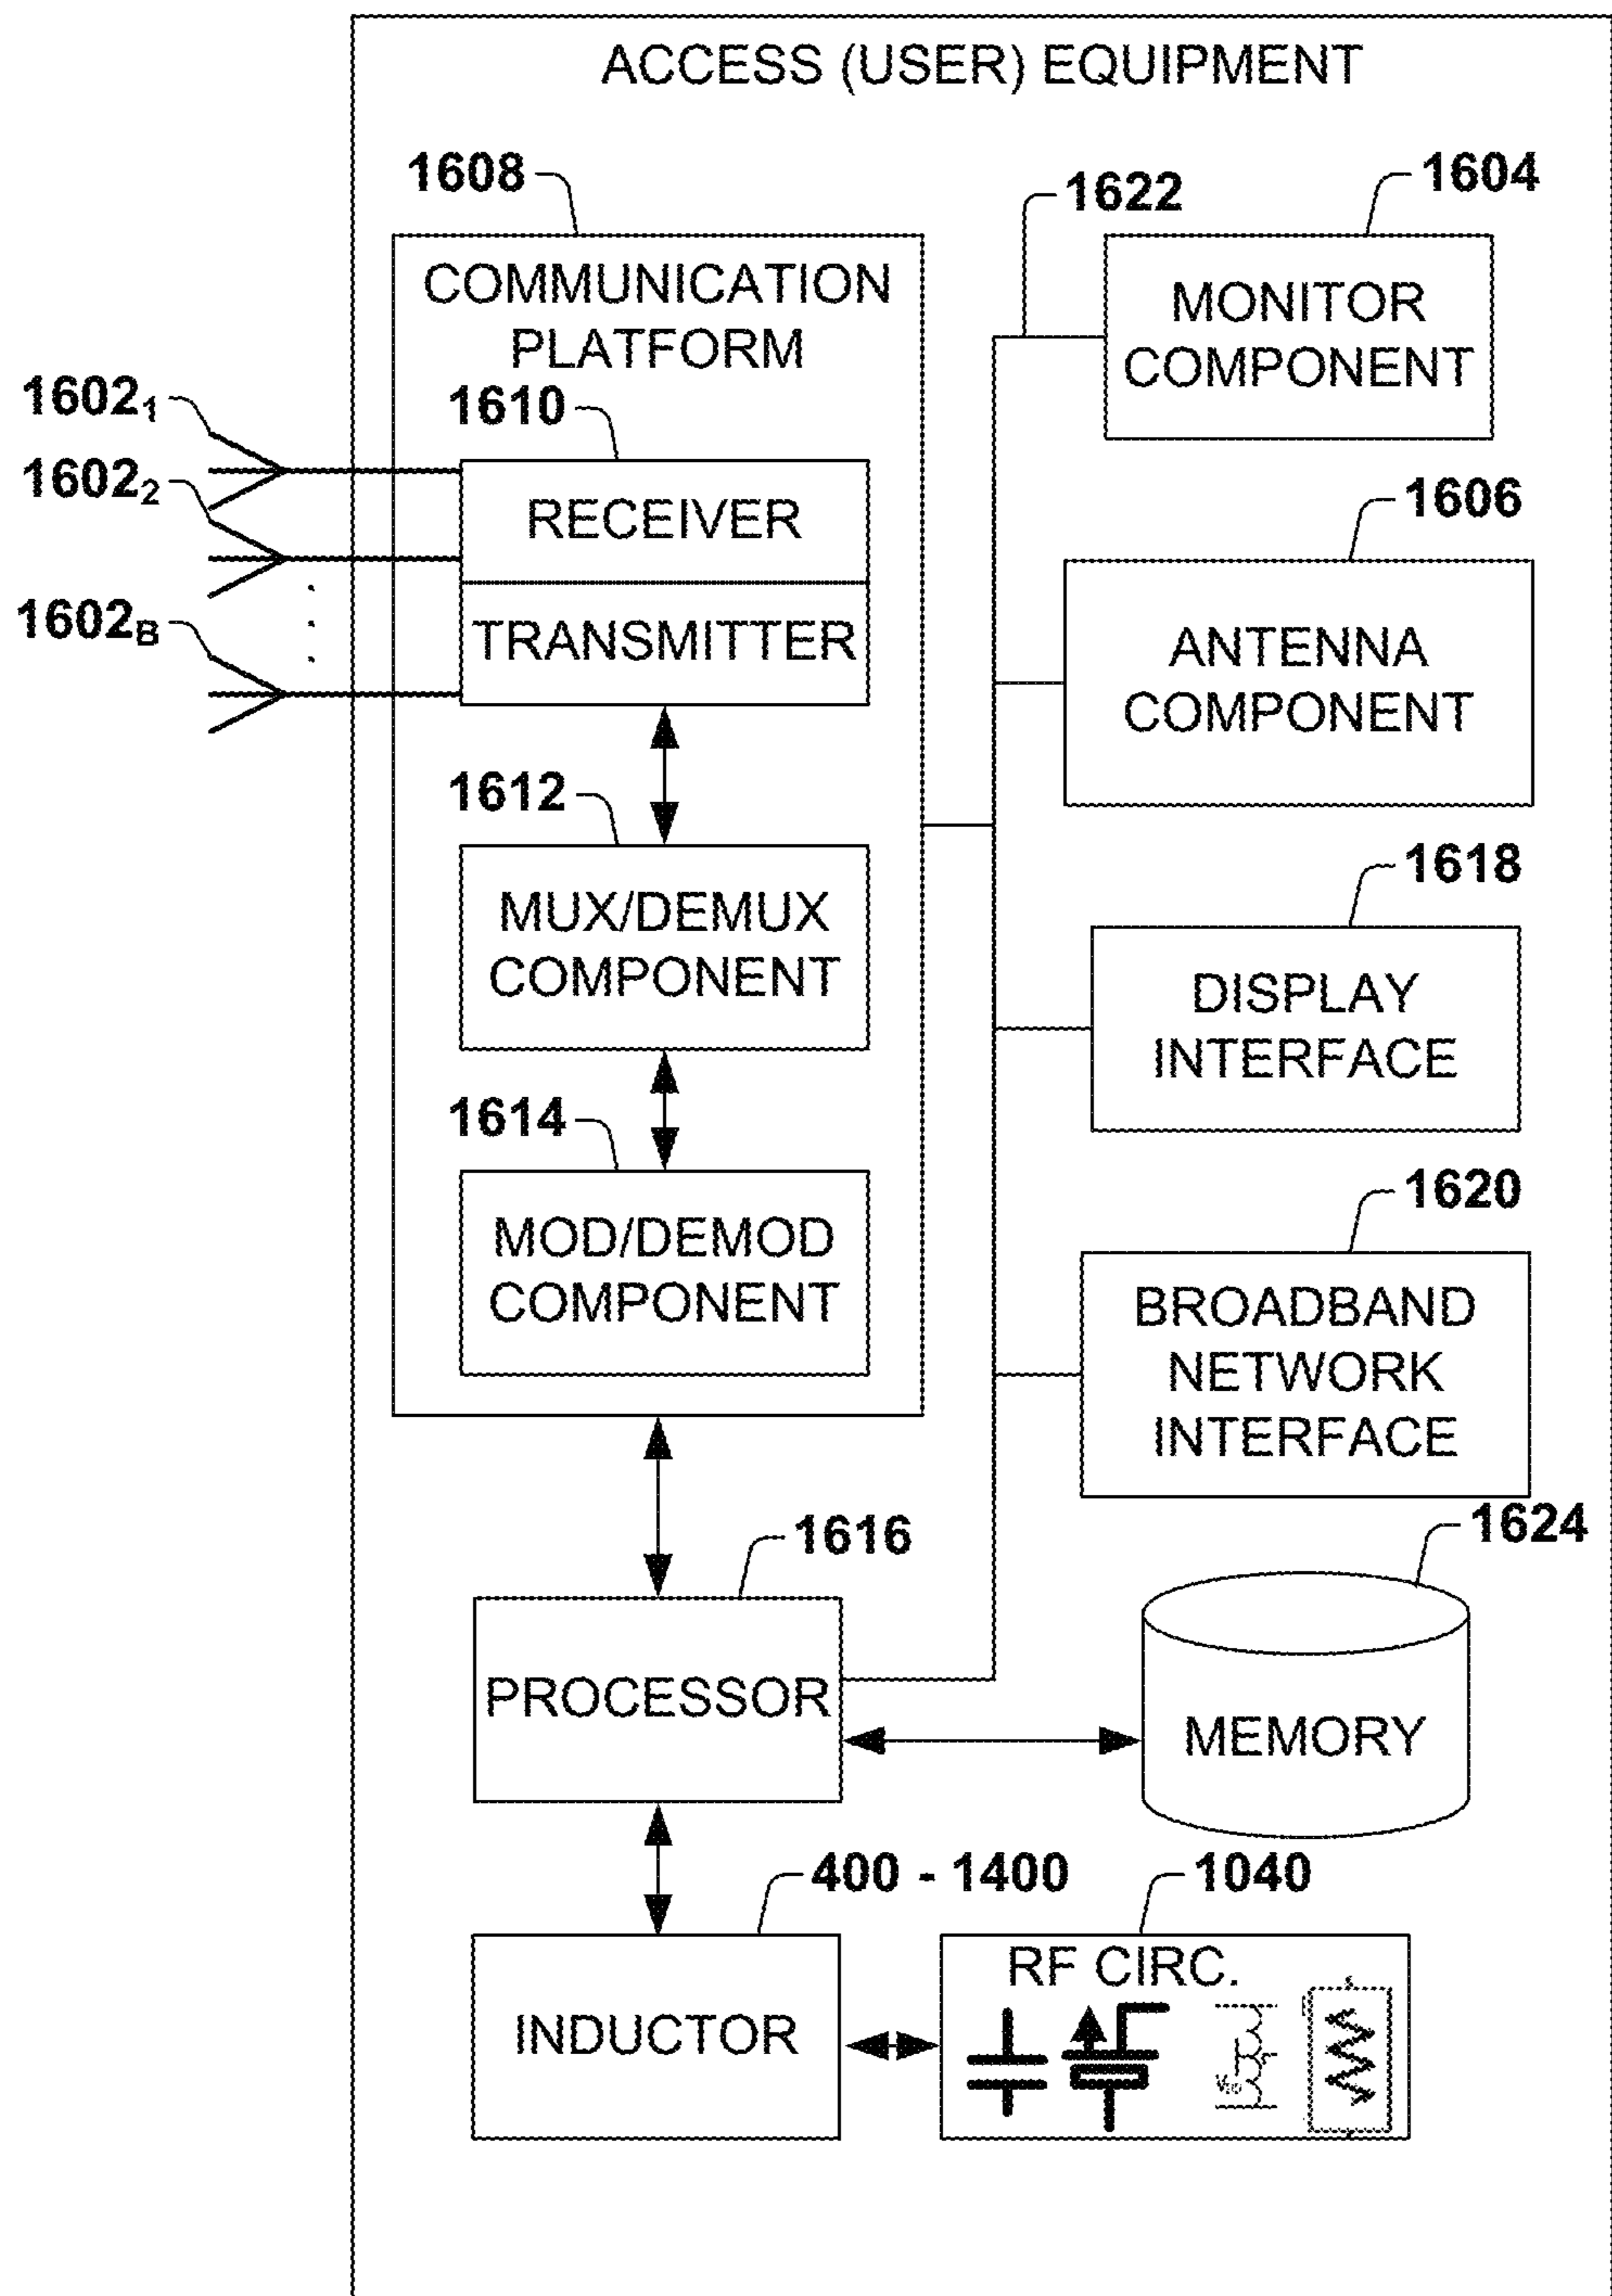 ACCESS (USER) EQUIPMENT
1608
1622
1604
COMMUNICATION
PLATFORM
MONITOR
COMPONENT
1602₁
1610
1602₂
RECEIVER
1606
1602_B
TRANSMITTER
ANTENNA
COMPONENT
1612
MUX/DEMUX
COMPONENT
1618
DISPLAY
INTERFACE
1614
MOD/DEMOD
COMPONENT
1620
BROADBAND
NETWORK
INTERFACE
1616
1624
PROCESSOR
MEMORY
400 - 1400
1040
INDUCTOR
RF CIRC.